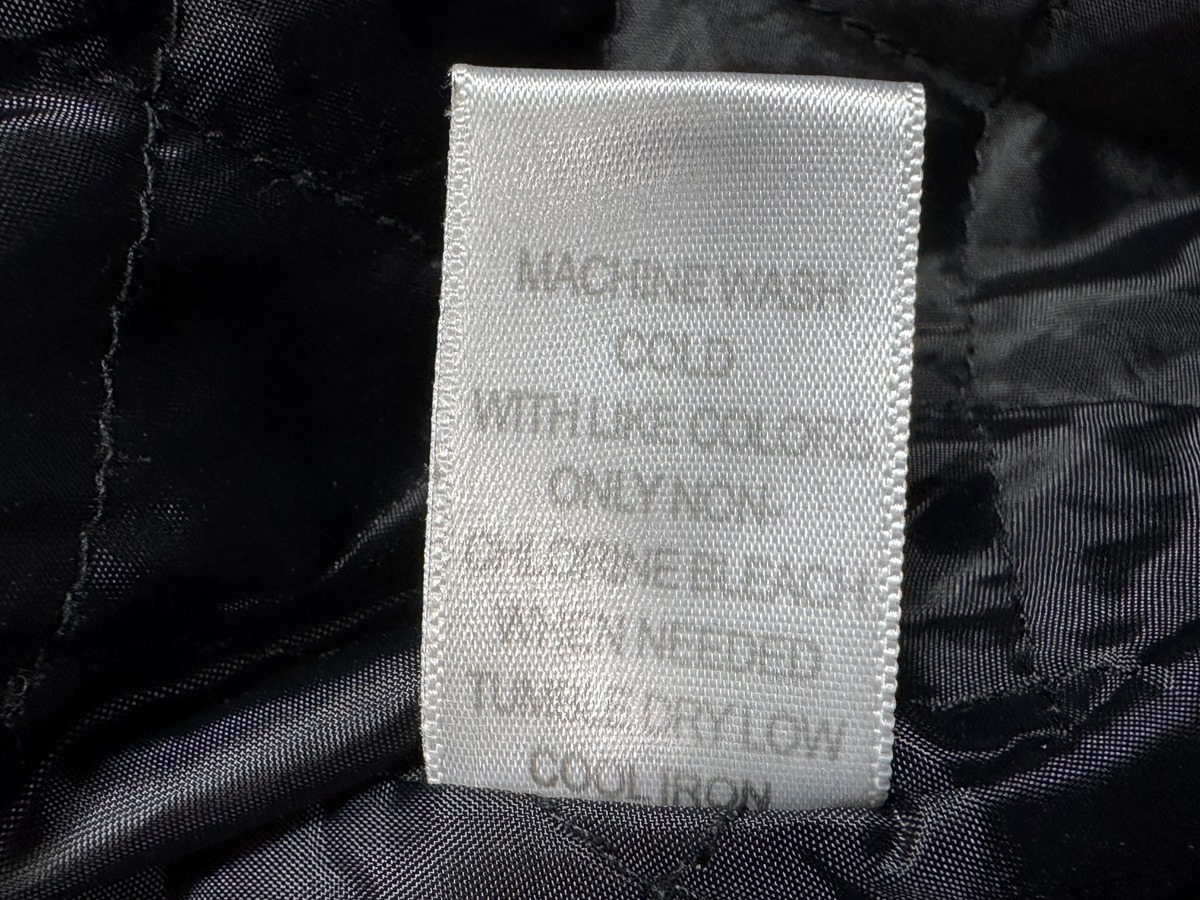 MACHINE WASH
COLD
WITH LIKE COLORS
ONLY NON
CHLORINE BLEACH
WHEN NEEDED
TUMBLE DRY LOW
COOL IRON